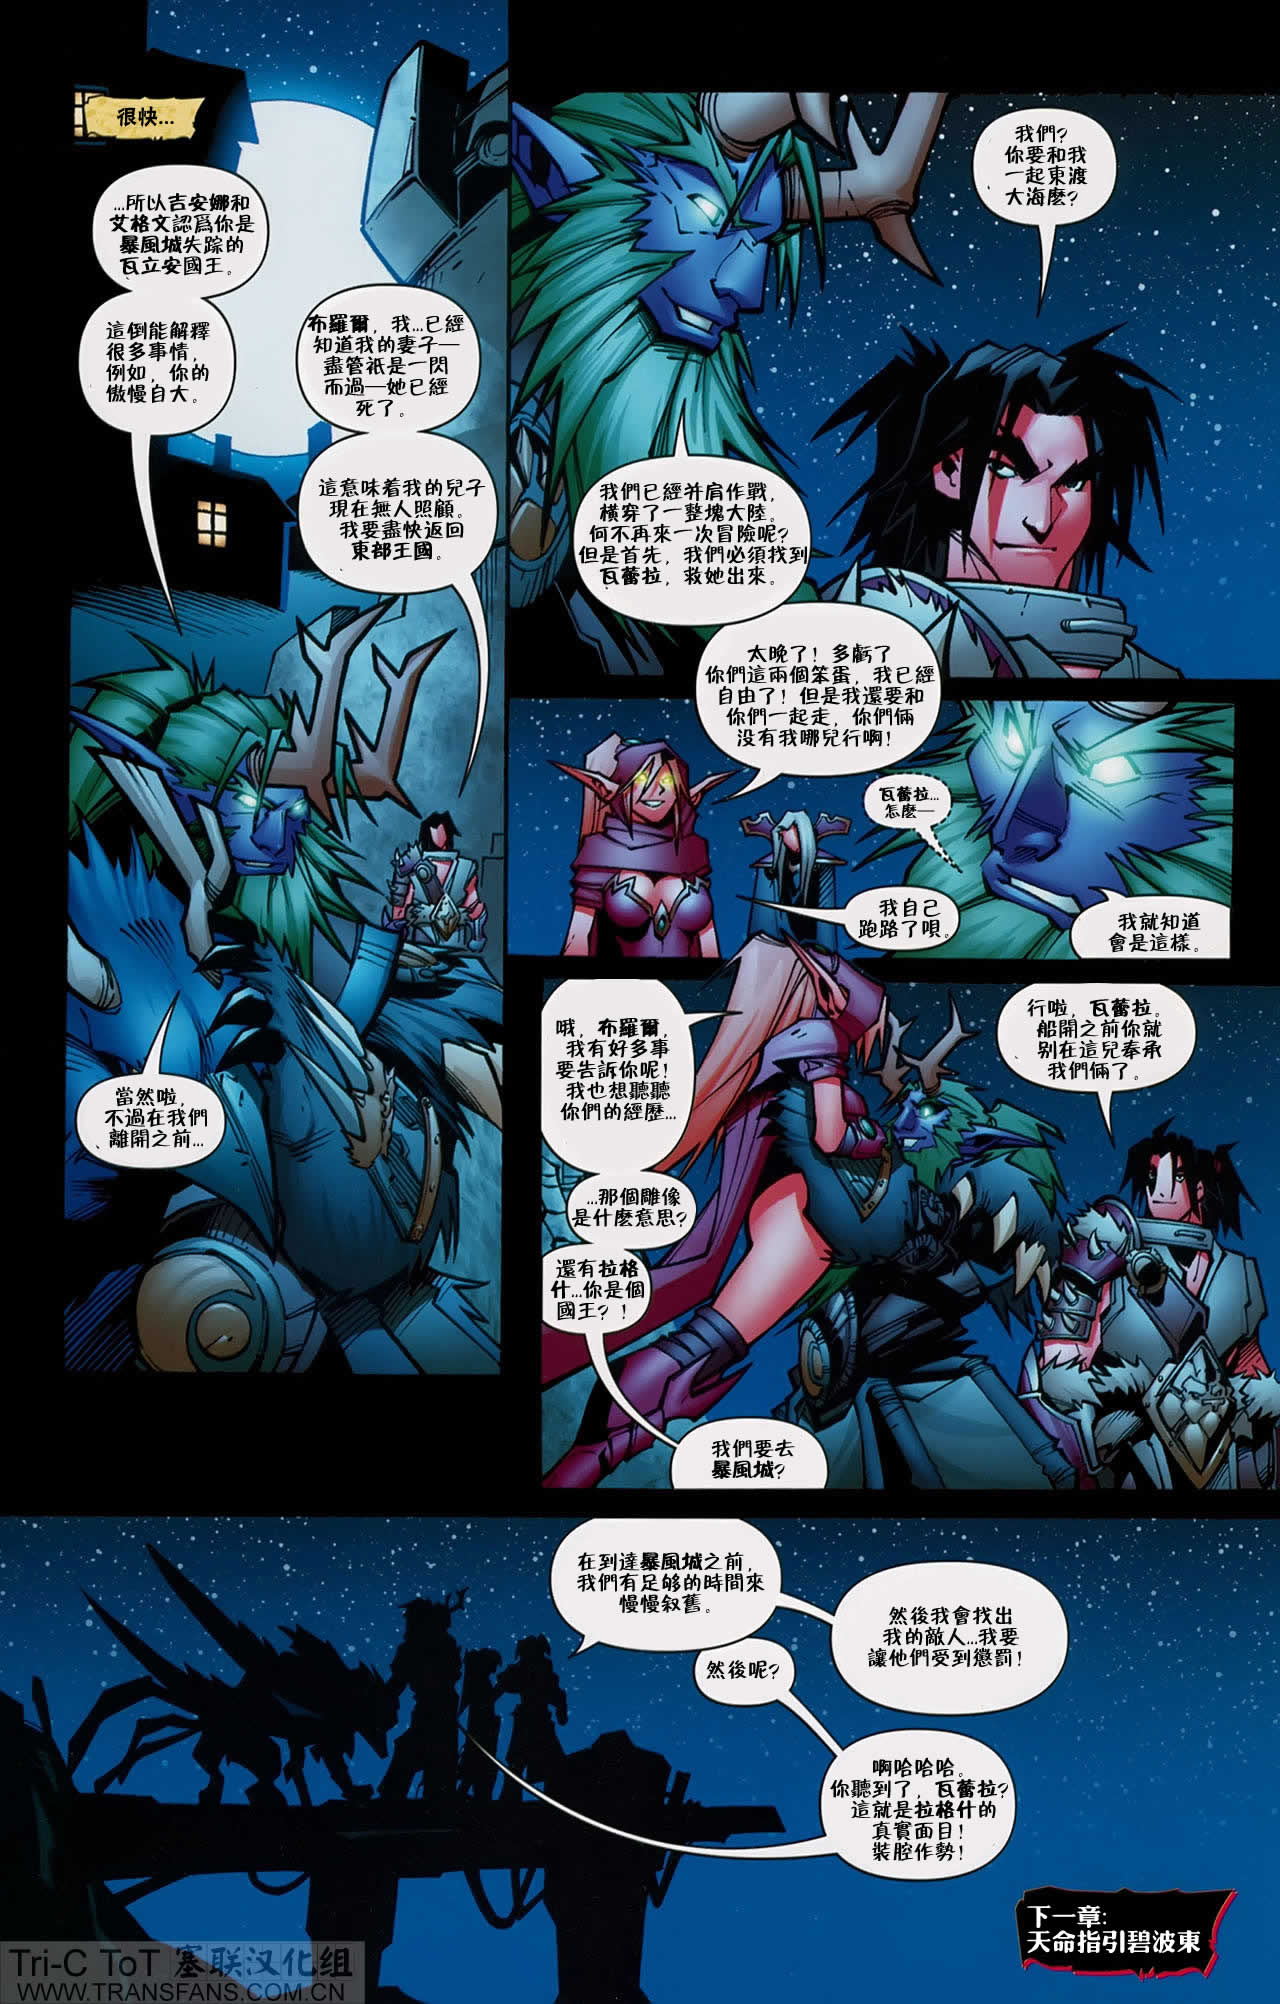 很快...
...所以吉安娜和
艾格文認爲你是
暴風城失踪的
瓦立安國王。
這倒能解釋
很多事情，
例如，你的
傲慢自大。
布羅爾，我...已經
知道我的妻子—
盡管祇是一閃
而過—她已經
死了。
這意味着我的兒子
現在無人照顧。
我要盡快返回
東部王國。
當然啦，
不過在我們
離開之前...
我們？
你要和我
一起東渡
大海麽？
我們已經并肩作戰，
橫穿了一整塊大陸。
何不再來一次冒險呢？
但是首先，我們必須找到
瓦蕾拉，救她出來。
太晚了！多虧了
你們這兩個笨蛋，我已經
自由了！但是我還要和
你們一起走，你們倆
没有我哪兒行啊！
瓦蕾拉...
怎麽—
我自己
跑路了唄。
我就知道
會是這樣。
哦，布羅爾，
我有好多事
要告訴你呢！
我也想聽聽
你們的經歷...
...那個雕像
是什麽意思？
還有拉格
什...你是個
國王？！
行啦，瓦蕾拉。
船開之前你就
别在這兒奉承
我們倆了。
我們要去
暴風城？
在到達暴風城之前，
我們有足够的時間來
慢慢叙舊。
然後我會找出
我的敵人...我要
讓他們受到懲罰！
然後呢？
啊哈哈哈。
你聽到了，瓦蕾拉？
這就是拉格什的
真實面目！
裝腔作勢！
下一章：
天命指引碧波東
Tri-C ToT 塞联汉化组
WWW.TRANSFANS.COM.CN